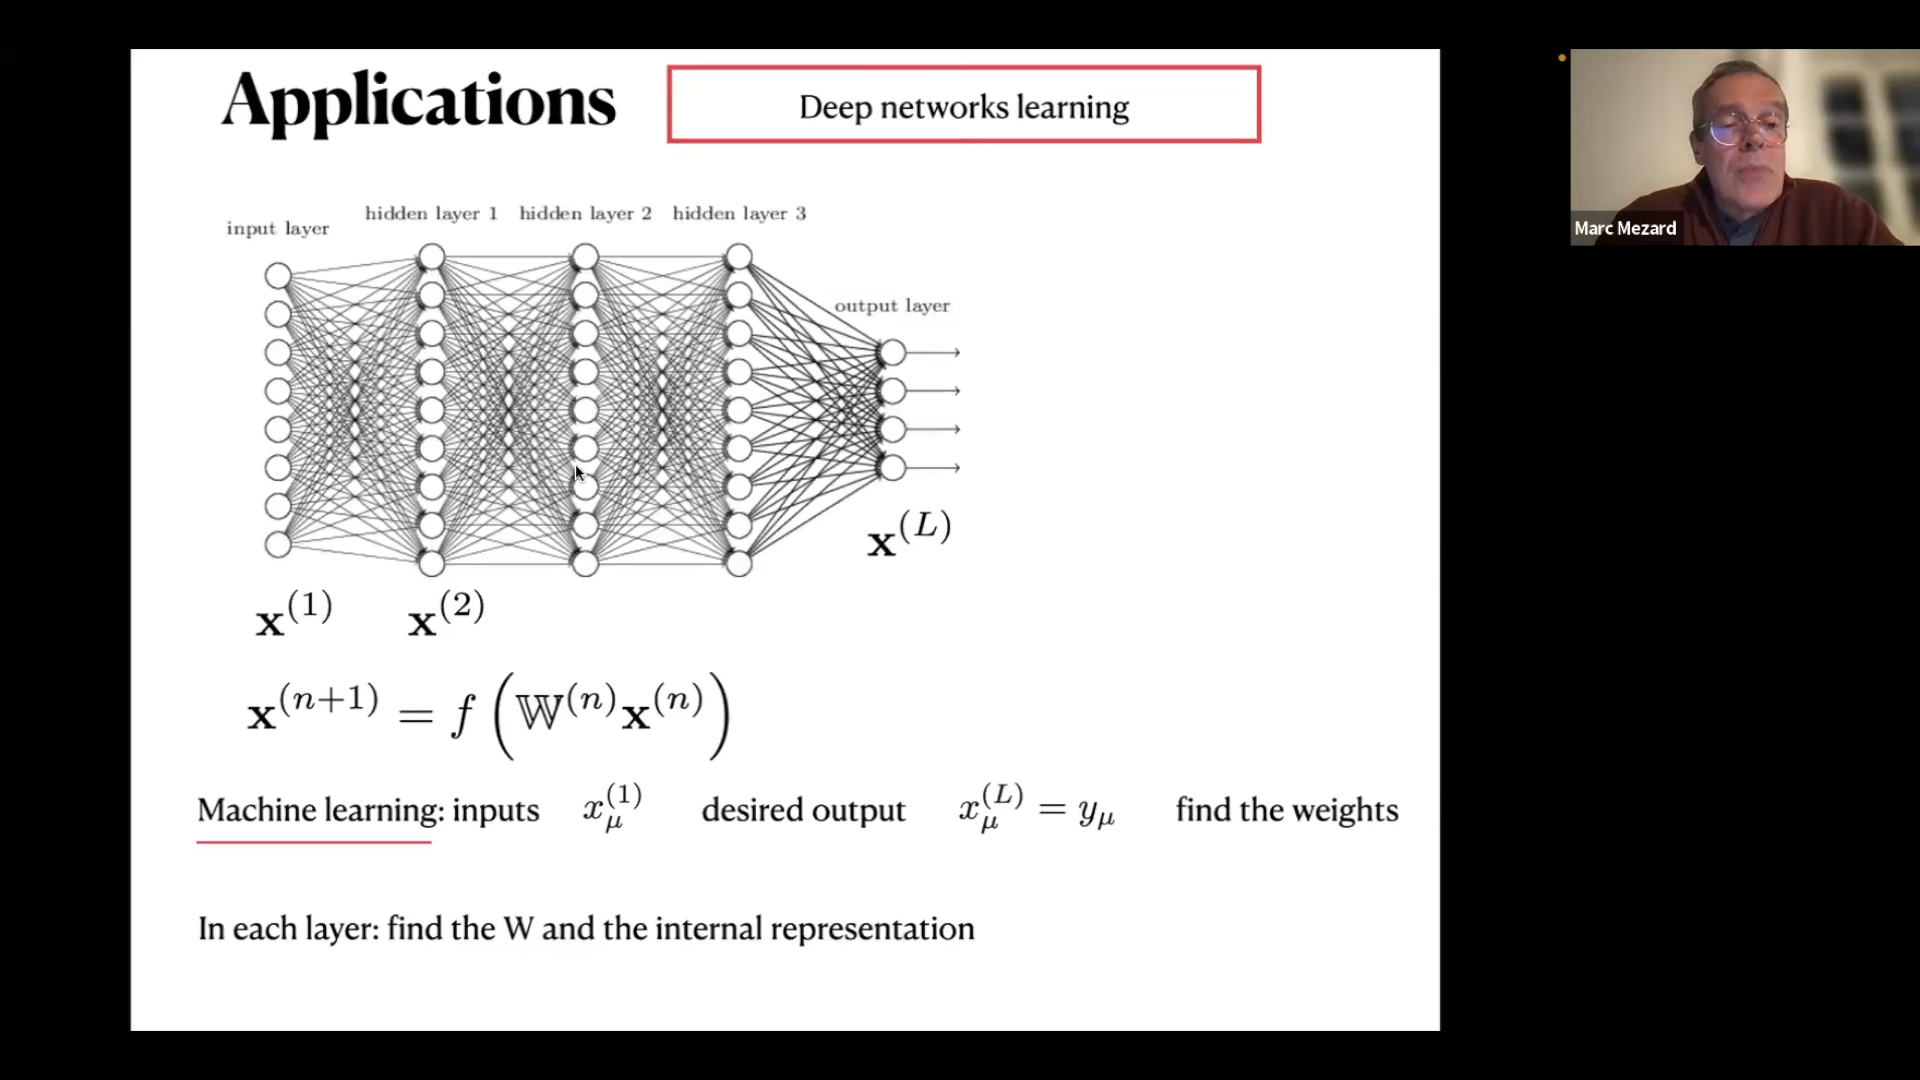 Applications
Deep networks learning
input layer
hidden layer 1
hidden layer 2
hidden layer 3
output layer
x^(L)
x^(1)
x^(2)
x^(n+1) = f (𝕎^(n) x^(n))
Machine learning: inputs x_μ^(1) desired output x_μ^(L) = y_μ find the weights
In each layer: find the W and the internal representation
Marc Mezard